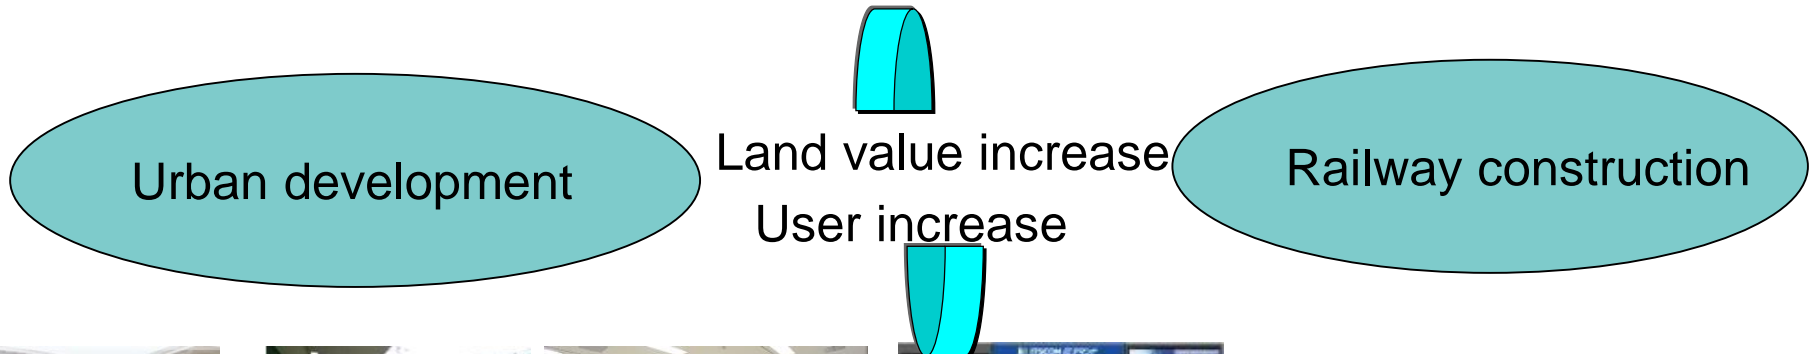 Urban development
Land value increase
User increase
Railway construction